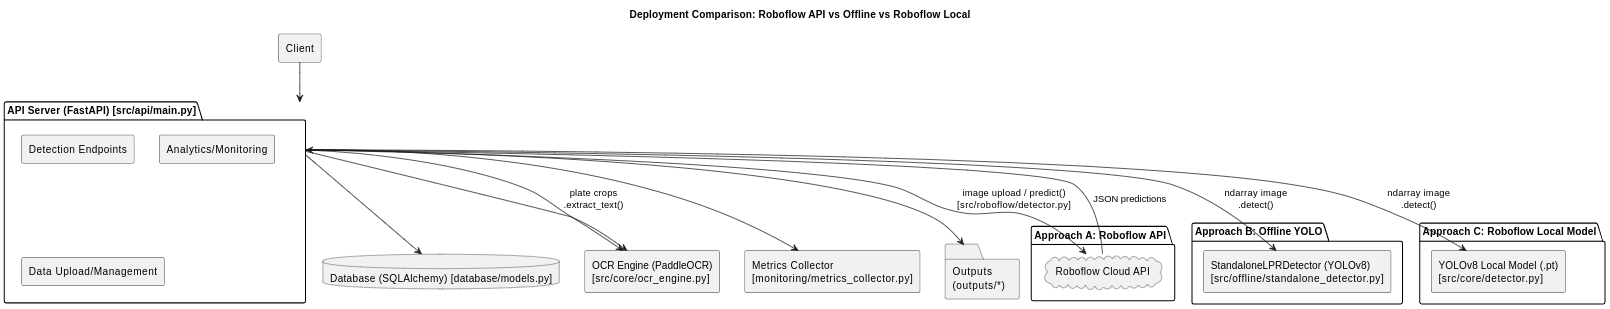 Deployment Comparison: Roboflow API vs Offline vs Roboflow Local
Client
API Server (FastAPI) [src/api/main.py]
Detection Endpoints
Analytics/Monitoring
Data Upload/Management
plate crops
.extract_text()
image upload / predict()
[src/roboflow/detector.py]
JSON predictions
ndarray image
.detect()
ndarray image
.detect()
Database (SQLAlchemy) [database/models.py]
OCR Engine (PaddleOCR)
[src/core/ocr_engine.py]
Metrics Collector
[monitoring/metrics_collector.py]
Outputs
(outputs/*)
Approach A: Roboflow API
Roboflow Cloud API
Approach B: Offline YOLO
StandaloneLPRDetector (YOLOv8)
[src/offline/standalone_detector.py]
Approach C: Roboflow Local Model
YOLOv8 Local Model (.pt)
[src/core/detector.py]